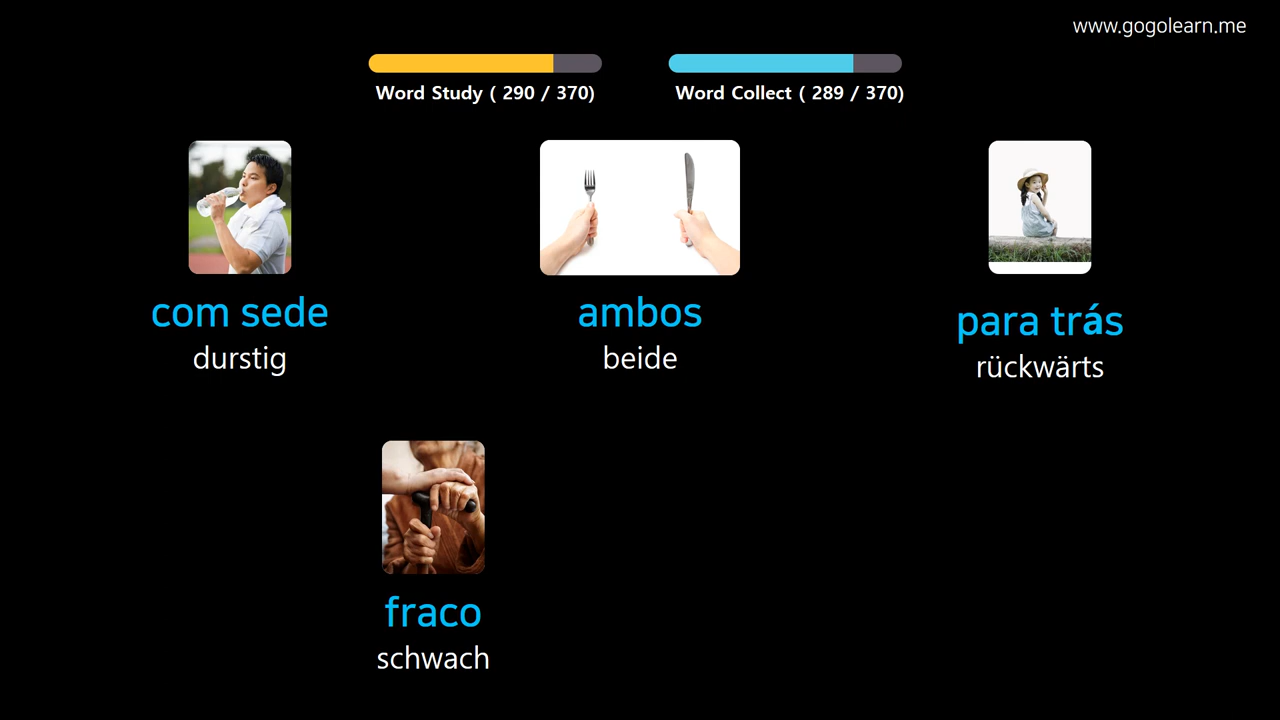 www.gogolearn.me
Word Study ( 290 / 370)
Word Collect ( 289 / 370)
com sede
durstig
ambos
beide
para trás
rückwärts
fraco
schwach